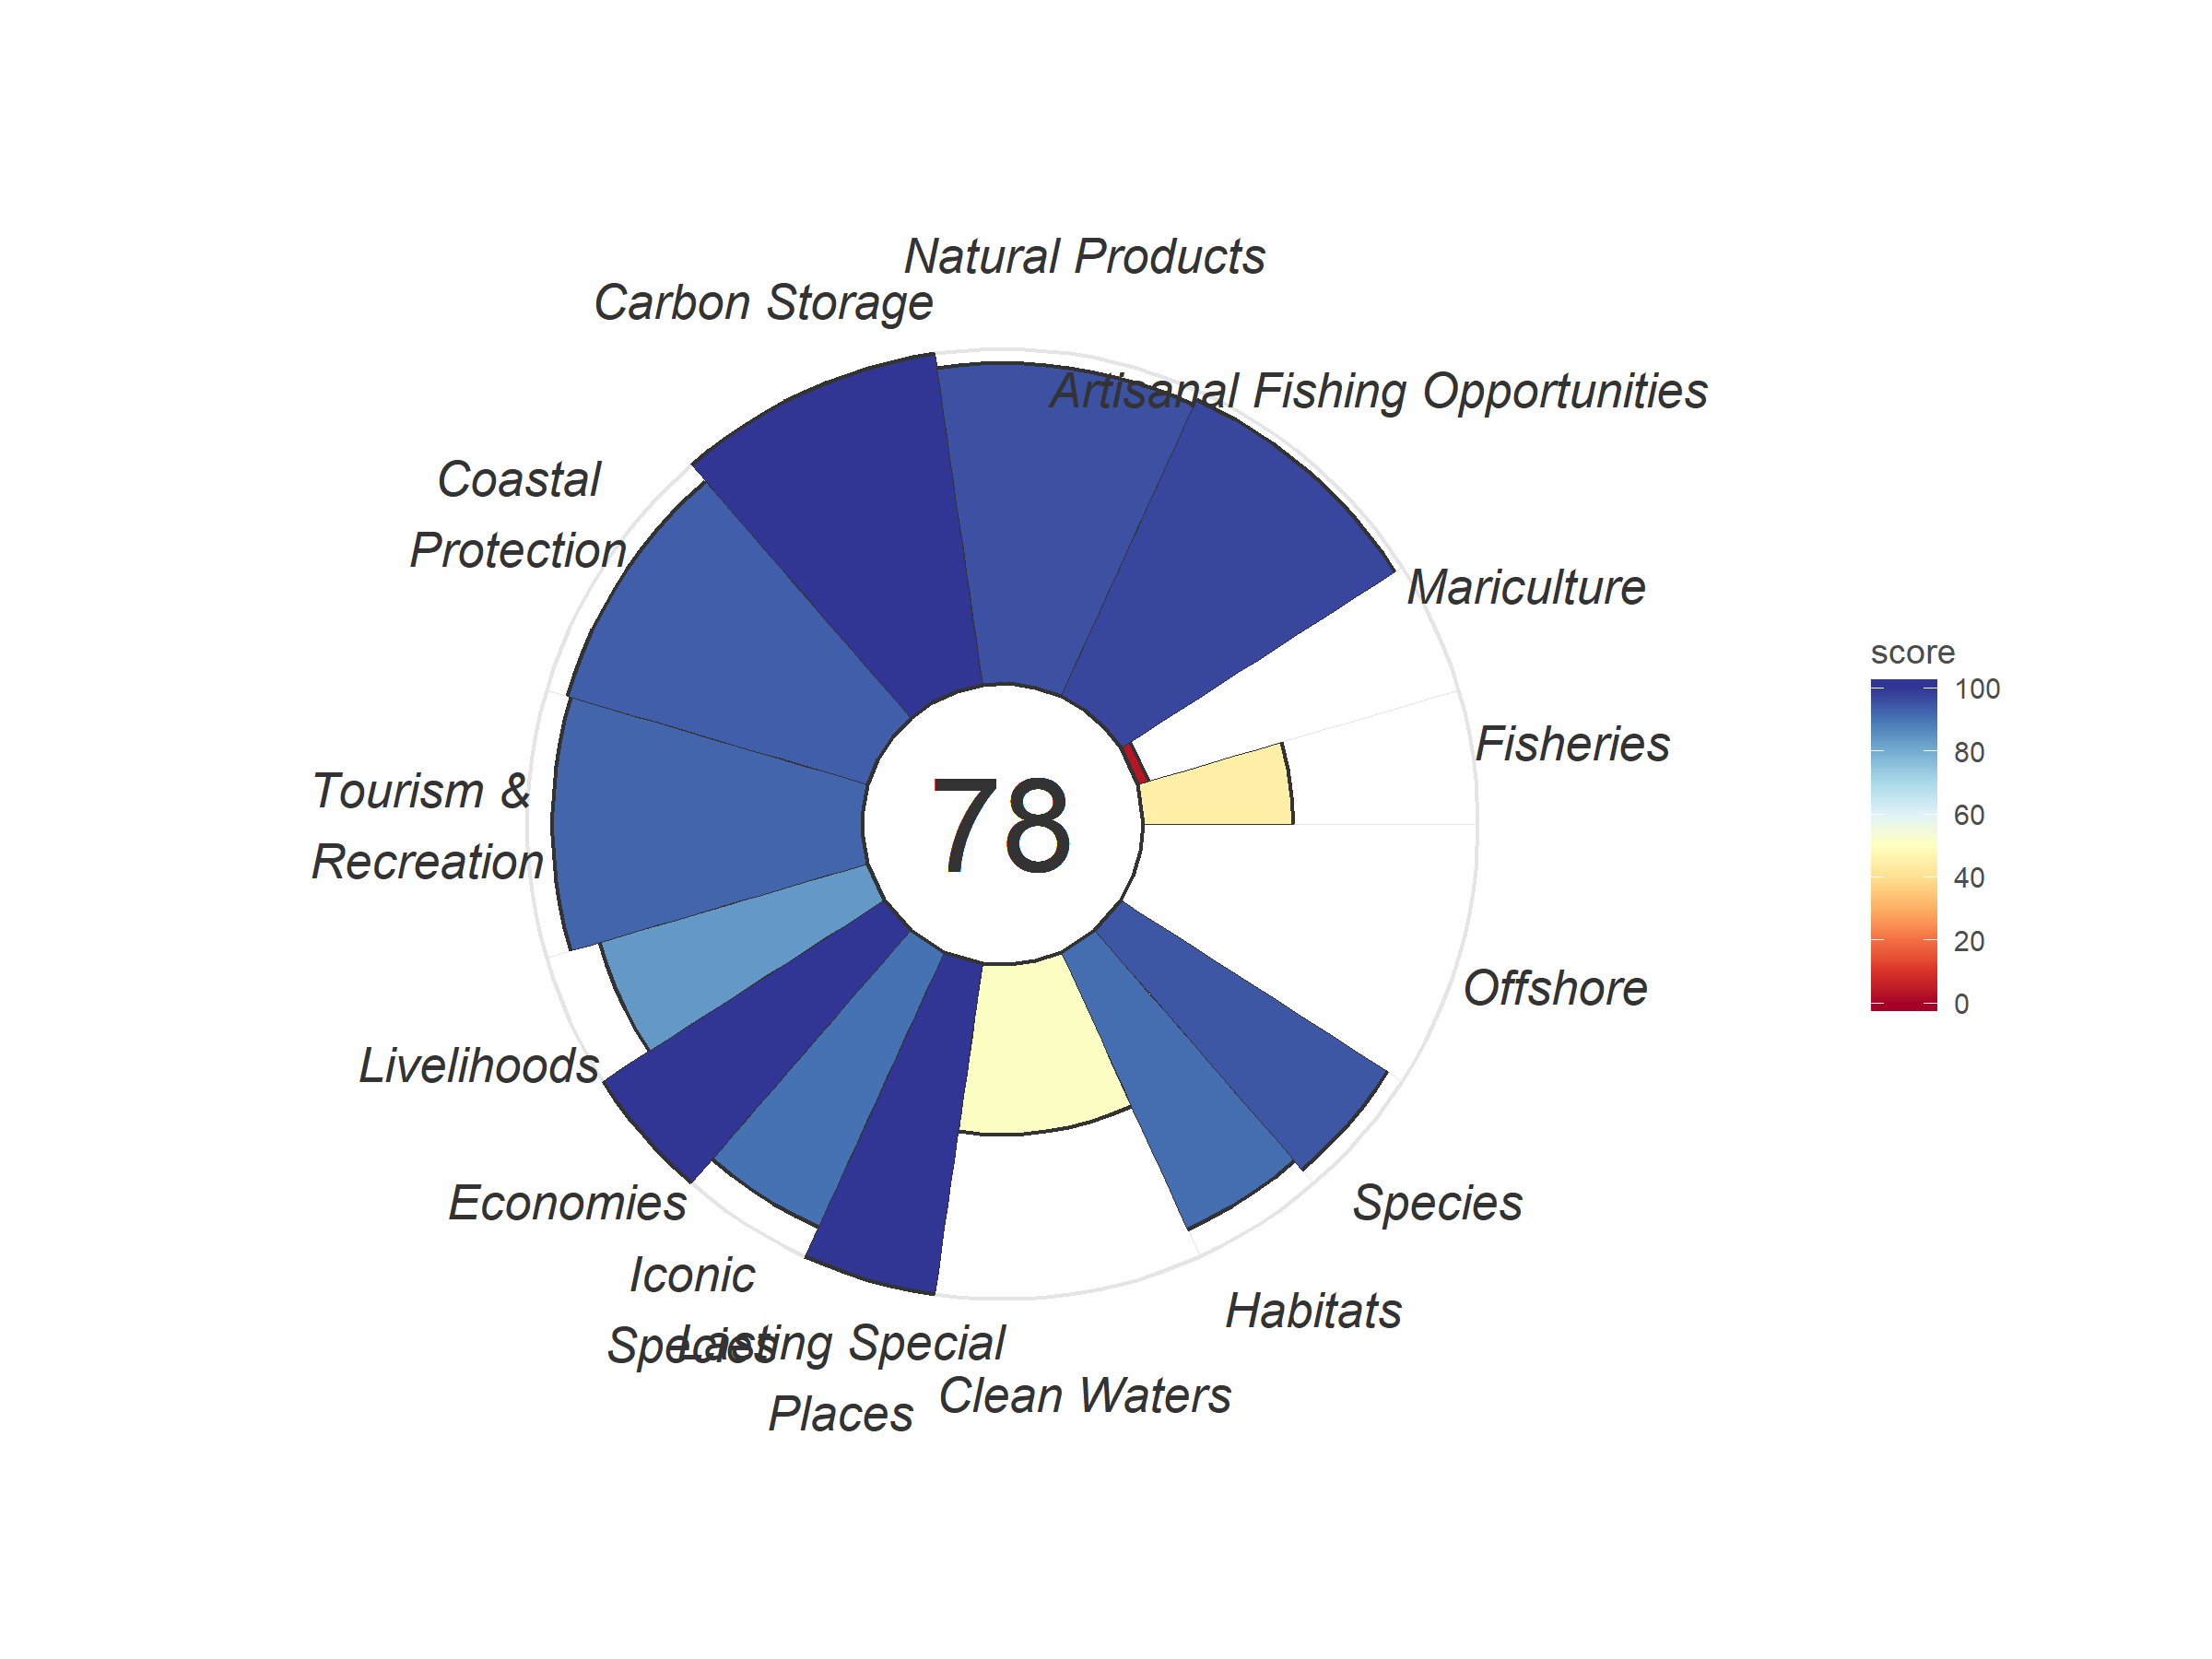 Natural Products
Carbon Storage
Artisanal Fishing Opportunities
Coastal
Protection
Mariculture
Fisheries
Tourism &
Recreation
78
Offshore
Livelihoods
Economies
Species
Iconic
Species
Habitats
Lasting Special
Places
Clean Waters
score
100
80
60
40
20
0